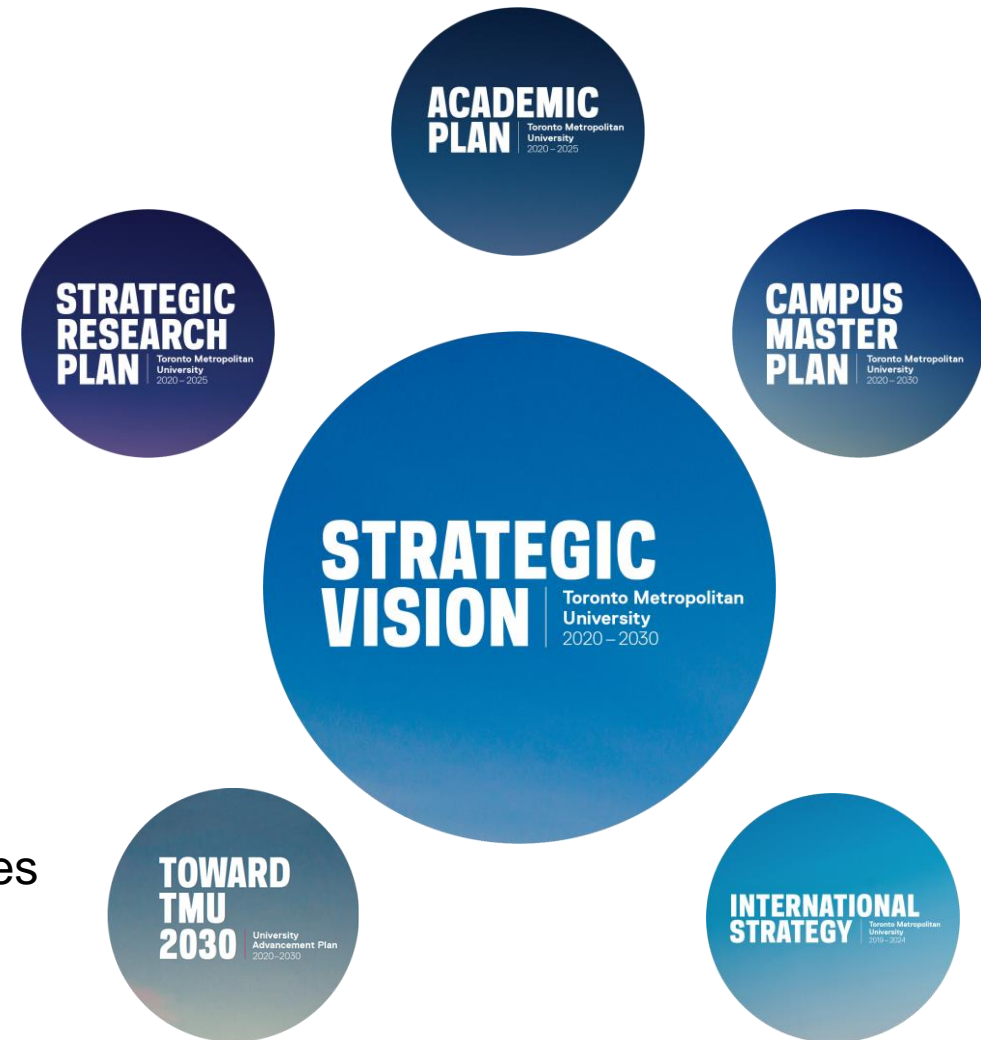 ACADEMIC
PLAN
Toronto Metropolitan
University
2020 – 2025
STRATEGIC
RESEARCH
PLAN
Toronto Metropolitan
University
2020 – 2025
CAMPUS
MASTER
PLAN
Toronto Metropolitan
University
2020 – 2030
STRATEGIC
VISION
Toronto Metropolitan
University
2020 – 2030
es
TOWARD
TMU
2030
University
Advancement Plan
2020–2030
INTERNATIONAL
STRATEGY
Toronto Metropolitan
University
2019 – 2024